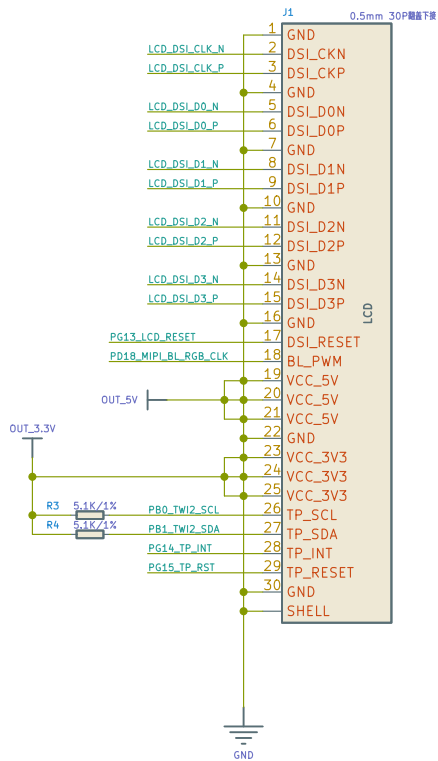 J1
0.5mm 30P翻盖下接
1 GND
LCD_DSI_CLK_N 2 DSI_CKN
LCD_DSI_CLK_P 3 DSI_CKP
4 GND
LCD_DSI_D0_N 5 DSI_D0N
LCD_DSI_D0_P 6 DSI_D0P
7 GND
LCD_DSI_D1_N 8 DSI_D1N
LCD_DSI_D1_P 9 DSI_D1P
10 GND
LCD_DSI_D2_N 11 DSI_D2N
LCD_DSI_D2_P 12 DSI_D2P
13 GND
LCD_DSI_D3_N 14 DSI_D3N
LCD_DSI_D3_P 15 DSI_D3P
16 GND
LCD
PG13_LCD_RESET 17 DSI_RESET
PD18_MIPI_BL_RGB_CLK 18 BL_PWM
19 VCC_5V
OUT_5V 20 VCC_5V
21 VCC_5V
22 GND
OUT_3.3V
23 VCC_3V3
24 VCC_3V3
25 VCC_3V3
R3 5.1K/1% PB0_TWI2_SCL 26 TP_SCL
R4 5.1K/1% PB1_TWI2_SDA 27 TP_SDA
PG14_TP_INT 28 TP_INT
PG15_TP_RST 29 TP_RESET
30 GND
SHELL
GND